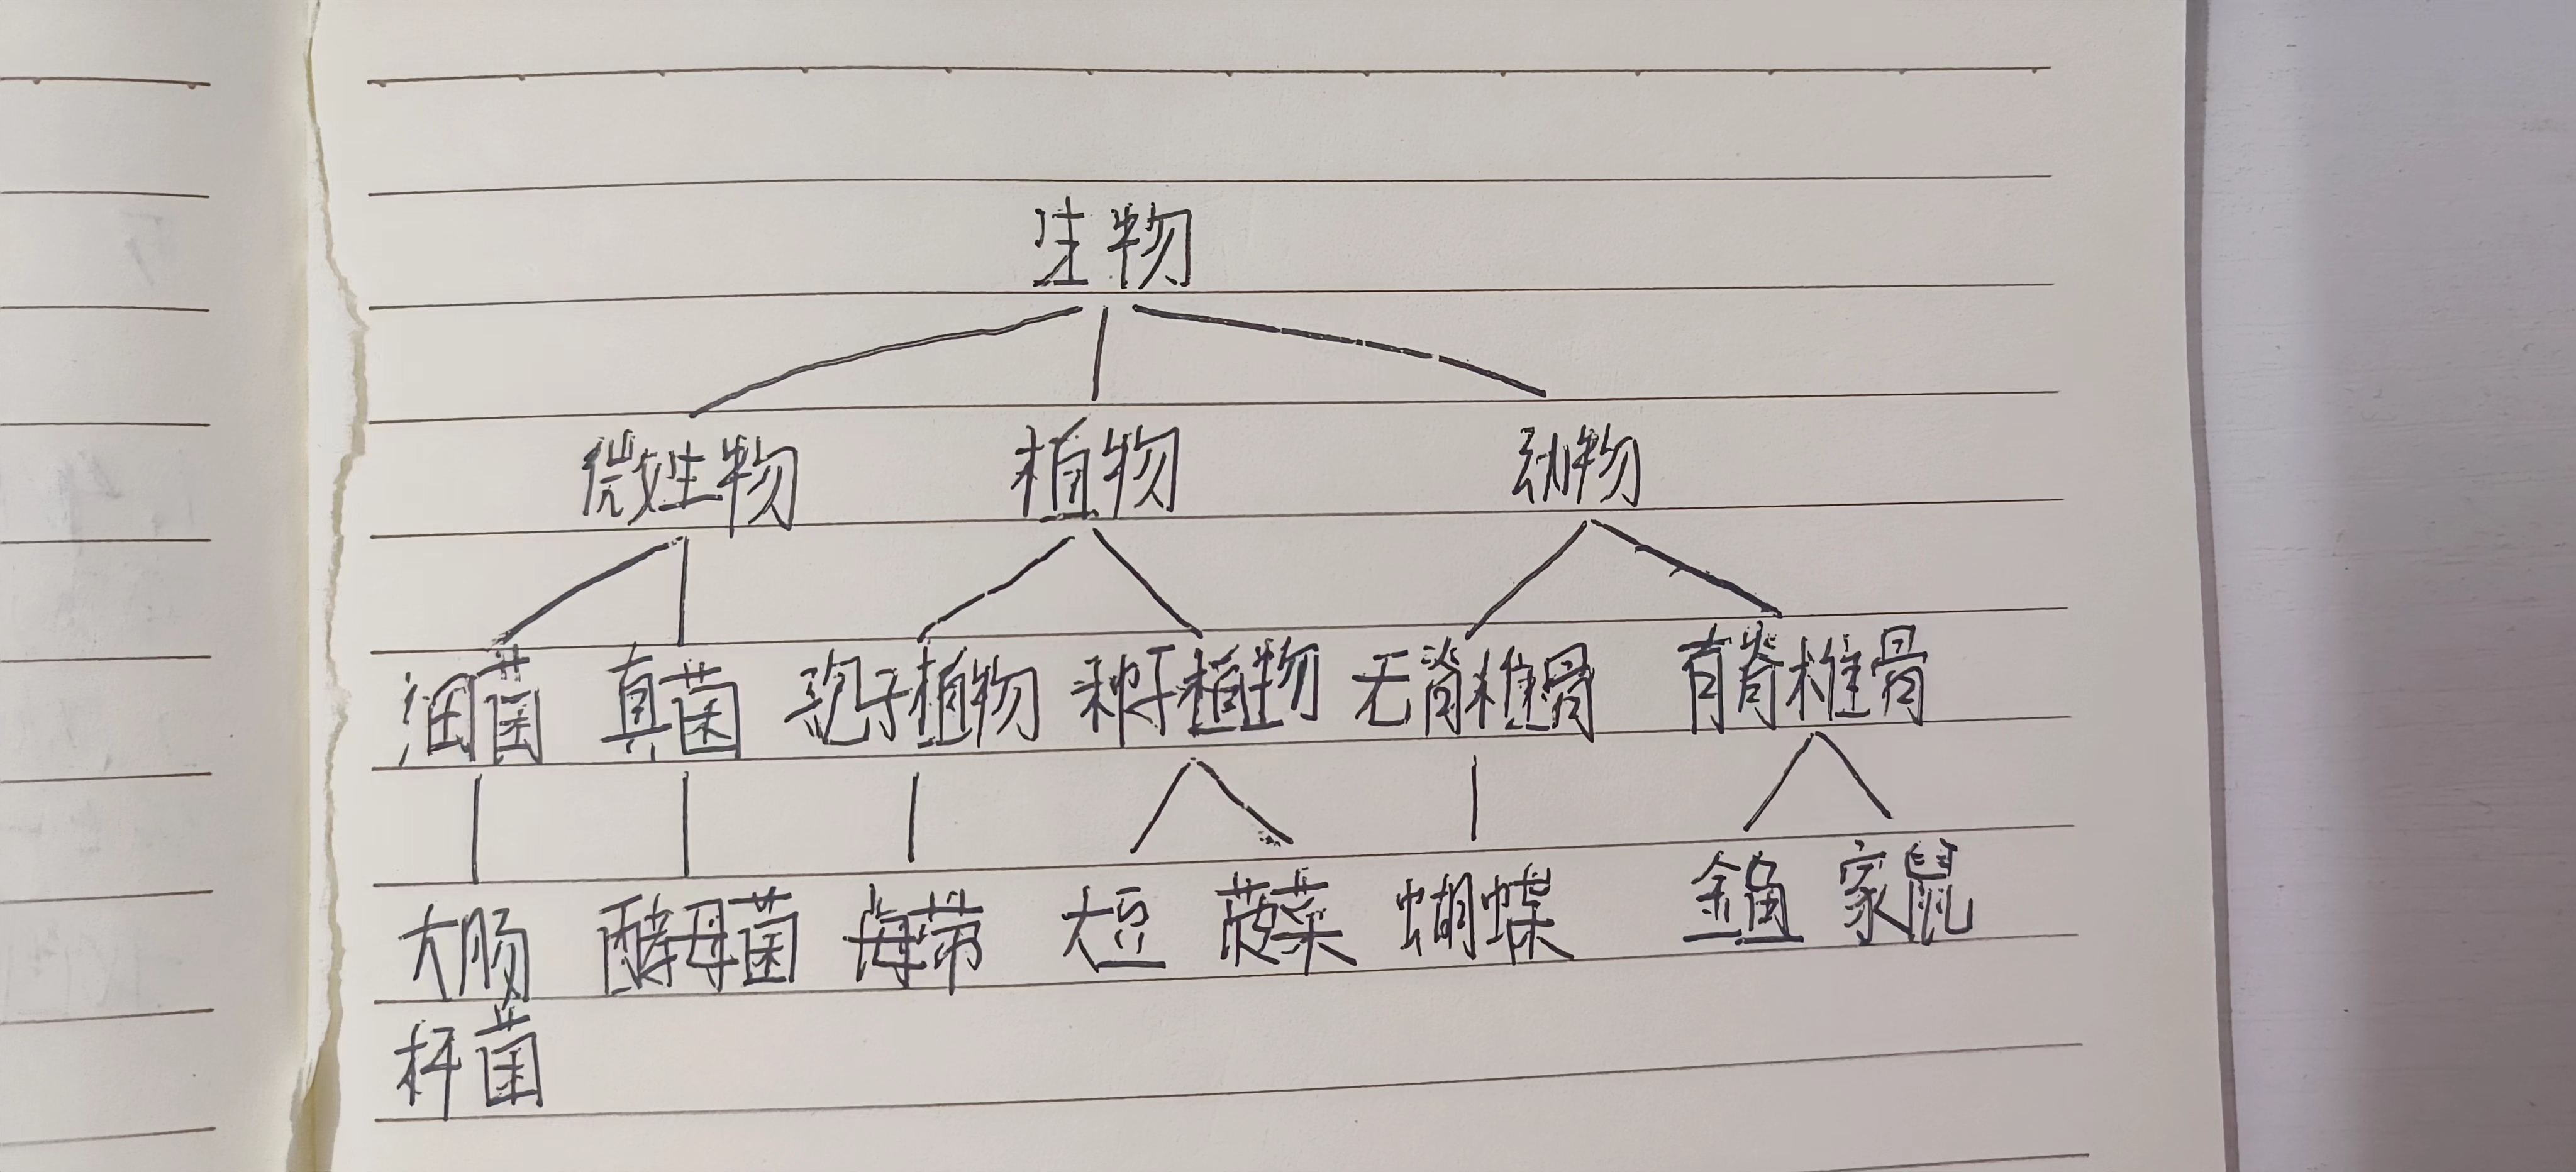 生物
微生物 植物 动物
细菌 真菌 孢子植物 种子植物 无脊椎骨 有脊椎骨
大肠 酵母菌 海带 大豆 菠菜 蝴蝶 金鱼 家鼠
杆菌